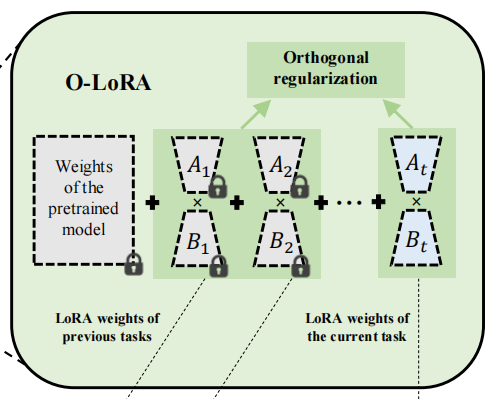 Orthogonal
regularization
O-LoRA
Weights
of the
pretrained
model
+
A₁
×
B₁
+
A₂
×
B₂
+
...
+
Aₜ
×
Bₜ
LoRA weights of
previous tasks
LoRA weights of
the current task